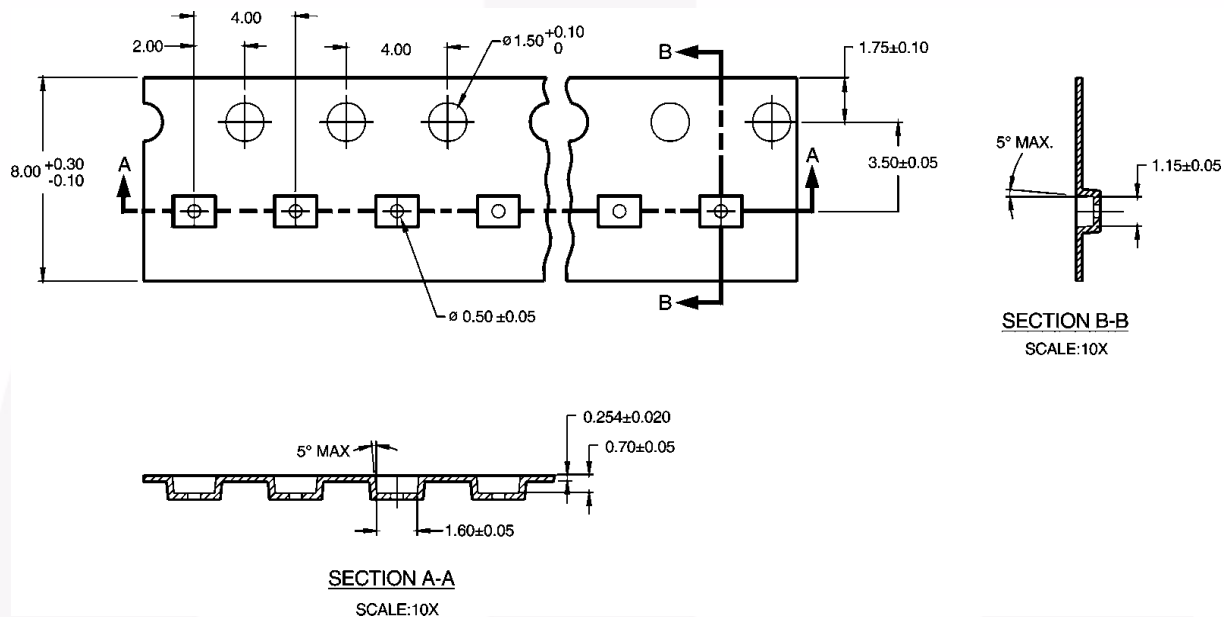 4.00
2.00
4.00
ø1.50 +0.10
0
B
1.75±0.10
A
8.00 +0.30
-0.10
A
3.50±0.05
5° MAX.
1.15±0.05
B
ø 0.50 ±0.05
SECTION B-B
SCALE:10X
0.254±0.020
5° MAX
0.70±0.05
1.60±0.05
SECTION A-A
SCALE:10X